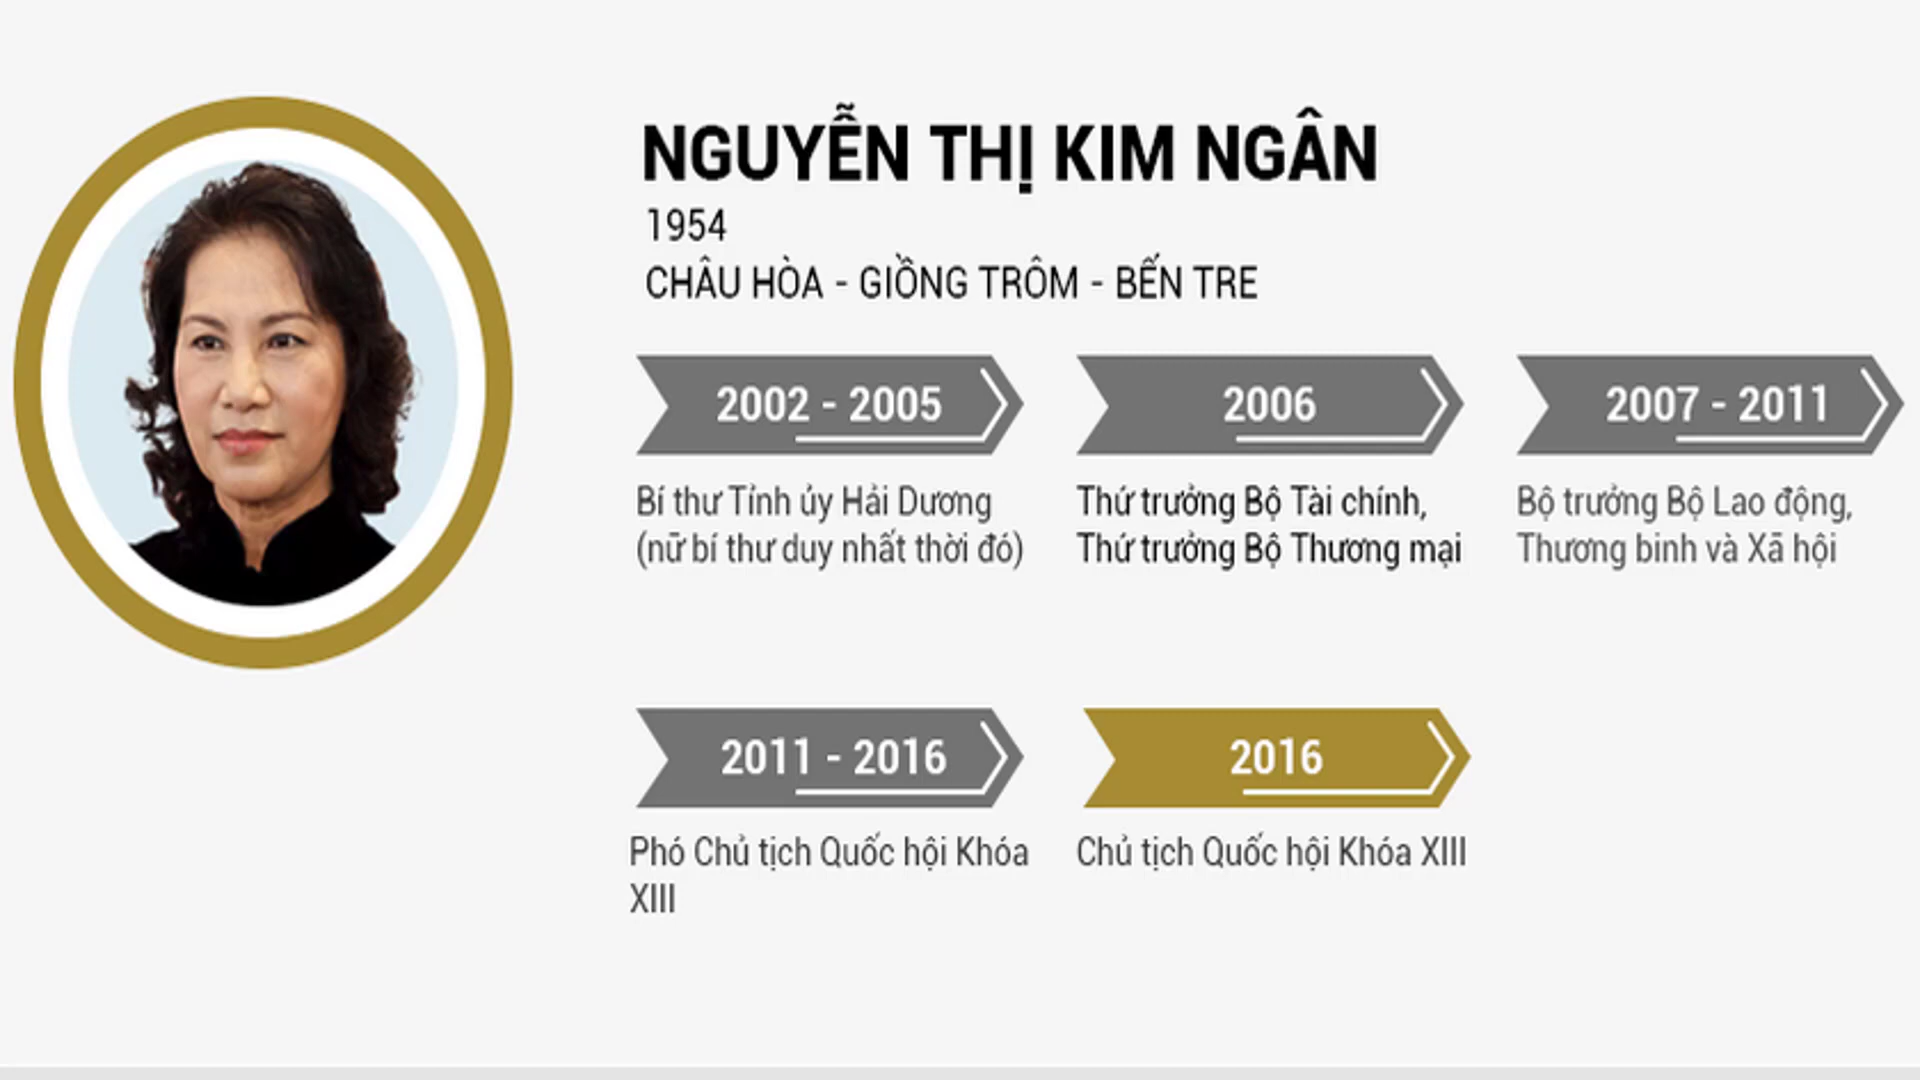 NGUYỄN THỊ KIM NGÂN
1954
CHÂU HÒA - GIỒNG TRÔM - BẾN TRE
2002 - 2005
Bí thư Tỉnh ủy Hải Dương
(nữ bí thư duy nhất thời đó)
2006
Thứ trưởng Bộ Tài chính,
Thứ trưởng Bộ Thương mại
2007 - 2011
Bộ trưởng Bộ Lao động,
Thương binh và Xã hội
2011 - 2016
Phó Chủ tịch Quốc hội Khóa
XIII
2016
Chủ tịch Quốc hội Khóa XIII